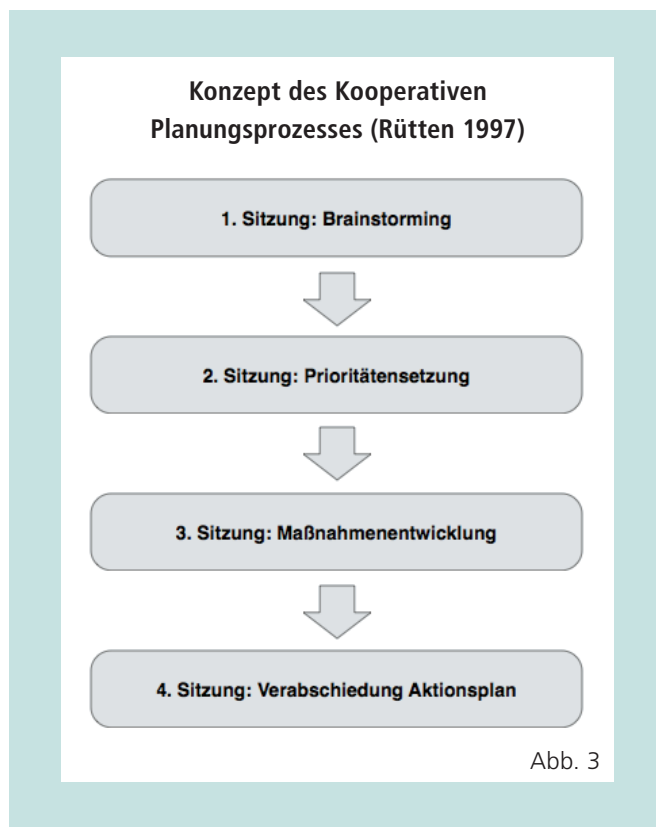 Konzept des Kooperativen
Planungsprozesses (Rütten 1997)
1. Sitzung: Brainstorming
2. Sitzung: Prioritätensetzung
3. Sitzung: Maßnahmenentwicklung
4. Sitzung: Verabschiedung Aktionsplan
Abb. 3